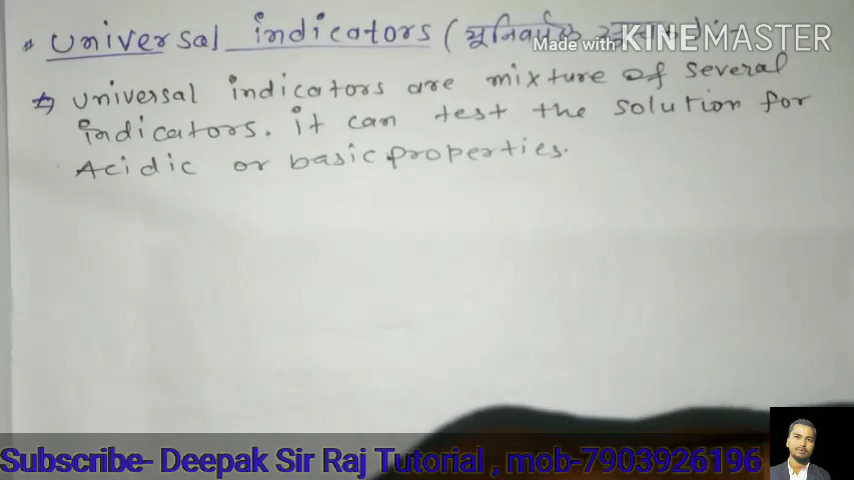 * Universal indicators (यूनिवर्सल
Made with KINEMASTER
⇒ universal indicators are mixture of several
indicators. it can test the solution for
Acidic or basic properties.
Subscribe- Deepak Sir Raj Tutorial , mob-7903926196